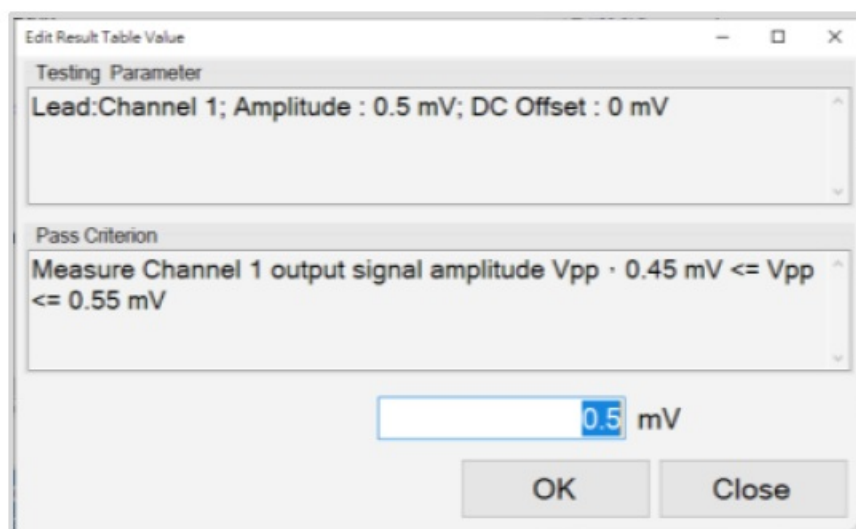 Edit Result Table Value
Testing Parameter
Lead:Channel 1; Amplitude : 0.5 mV; DC Offset : 0 mV
Pass Criterion
Measure Channel 1 output signal amplitude Vpp · 0.45 mV <= Vpp
<= 0.55 mV
0.5 mV
OK Close